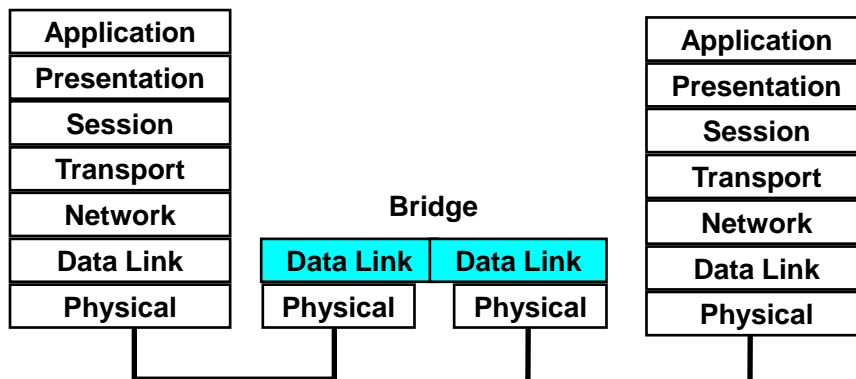 Application
Presentation
Session
Transport
Network
Data Link
Physical
Bridge
Data Link Data Link
Physical Physical
Application
Presentation
Session
Transport
Network
Data Link
Physical